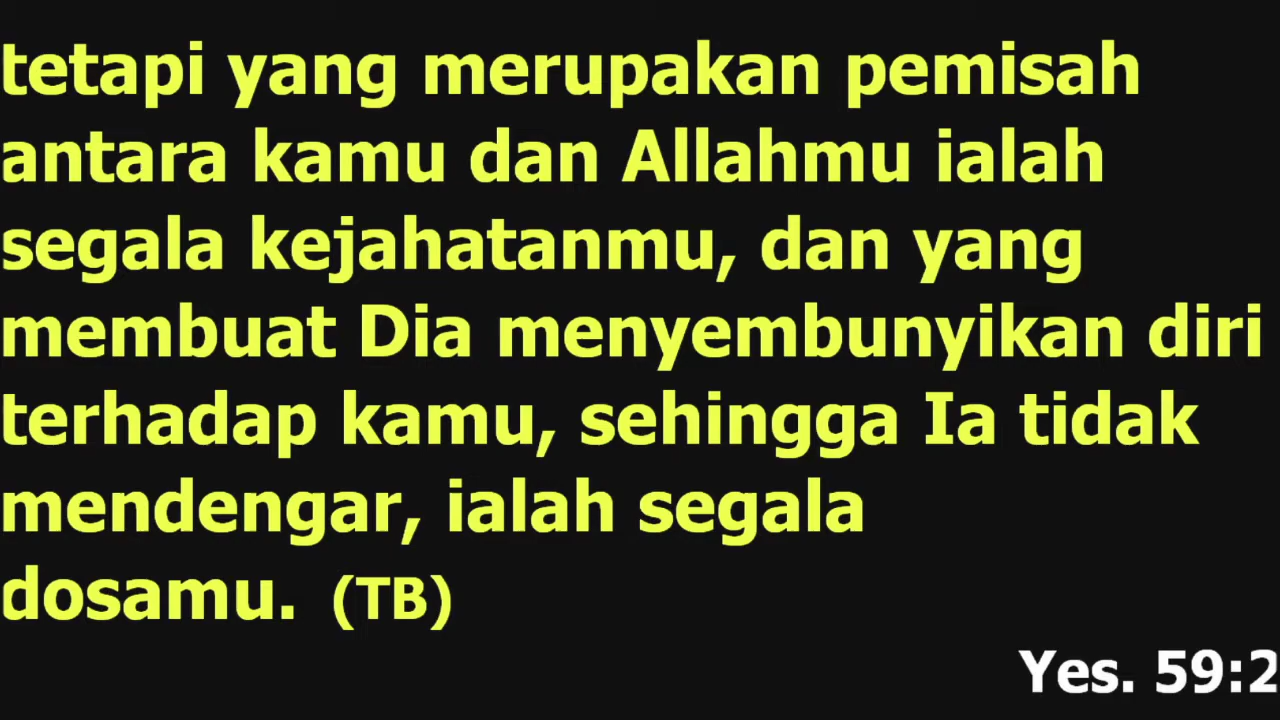 tetapi yang merupakan pemisah
antara kamu dan Allahmu ialah
segala kejahatanmu, dan yang
membuat Dia menyembunyikan diri
terhadap kamu, sehingga Ia tidak
mendengar, ialah segala
dosamu. (TB)
Yes. 59:2